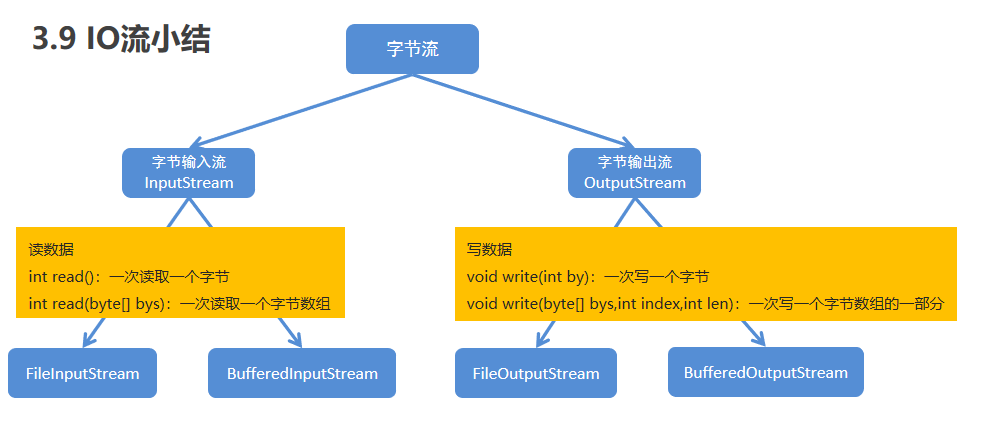 3.9 IO流小结
字节流
字节输入流
InputStream
字节输出流
OutputStream
读数据
int read()：一次读取一个字节
int read(byte[] bys)：一次读取一个字节数组
写数据
void write(int by)：一次写一个字节
void write(byte[] bys,int index,int len)：一次写一个字节数组的一部分
FileInputStream
BufferedInputStream
FileOutputStream
BufferedOutputStream